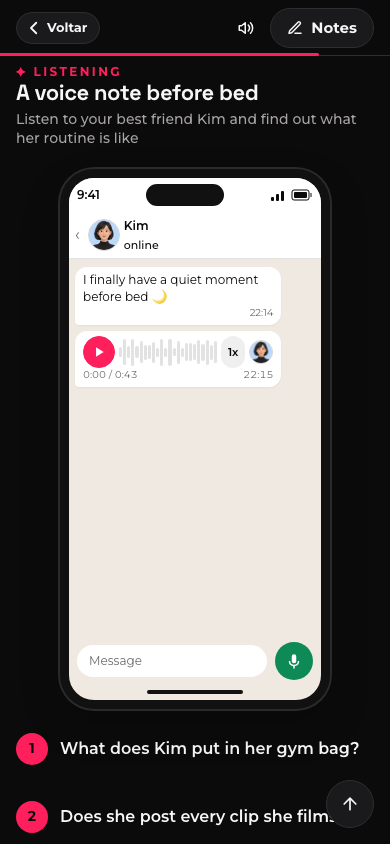 Voltar
Notes
LISTENING
A voice note before bed
Listen to your best friend Kim and find out what
her routine is like
9:41
Kim
online
I finally have a quiet moment
before bed 🌙
22:14
1x
0:00 / 0:43
22:15
Message
1 What does Kim put in her gym bag?
2 Does she post every clip she films